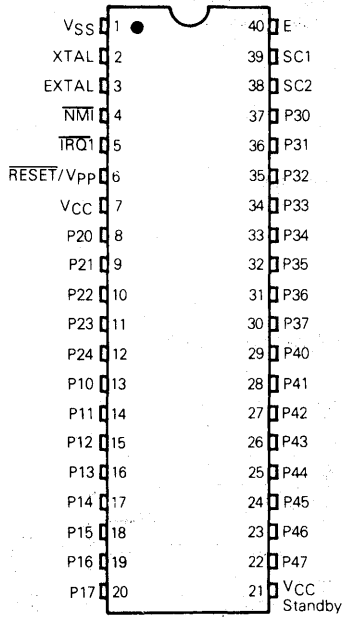 VSS 1 40 E
XTAL 2 39 SC1
EXTAL 3 38 SC2
NMI 4 37 P30
IRQ1 5 36 P31
RESET/VPP 6 35 P32
VCC 7 34 P33
P20 8 33 P34
P21 9 32 P35
P22 10 31 P36
P23 11 30 P37
P24 12 29 P40
P10 13 28 P41
P11 14 27 P42
P12 15 26 P43
P13 16 25 P44
P14 17 24 P45
P15 18 23 P46
P16 19 22 P47
P17 20 21 VCC
Standby